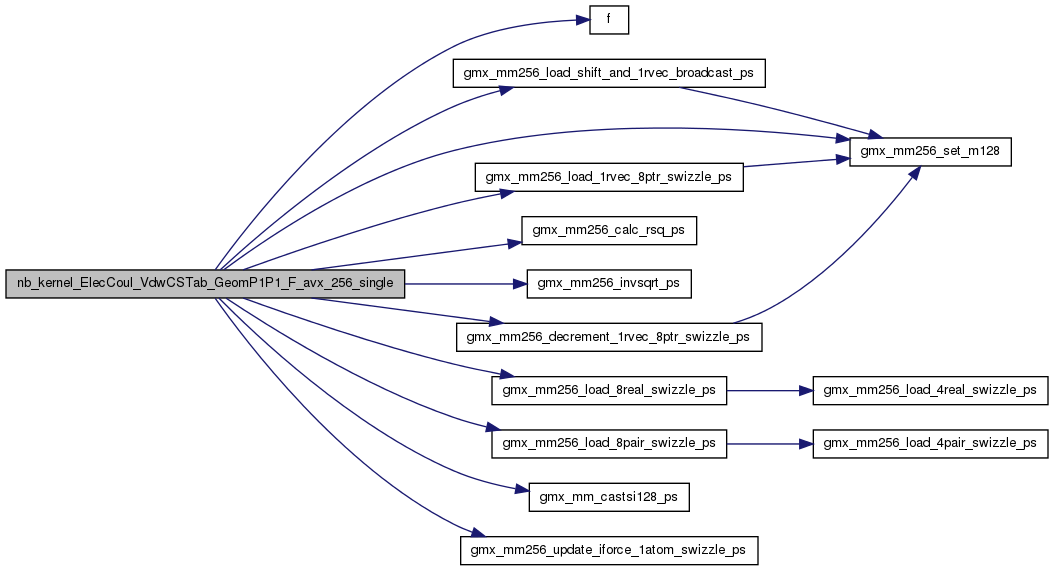 f
gmx_mm256_load_shift_and_1rvec_broadcast_ps
gmx_mm256_set_m128
gmx_mm256_load_1rvec_8ptr_swizzle_ps
gmx_mm256_calc_rsq_ps
nb_kernel_ElecCoul_VdwCSTab_GeomP1P1_F_avx_256_single
gmx_mm256_invsqrt_ps
gmx_mm256_decrement_1rvec_8ptr_swizzle_ps
gmx_mm256_load_8real_swizzle_ps
gmx_mm256_load_4real_swizzle_ps
gmx_mm256_load_8pair_swizzle_ps
gmx_mm256_load_4pair_swizzle_ps
gmx_mm_castsi128_ps
gmx_mm256_update_iforce_1atom_swizzle_ps